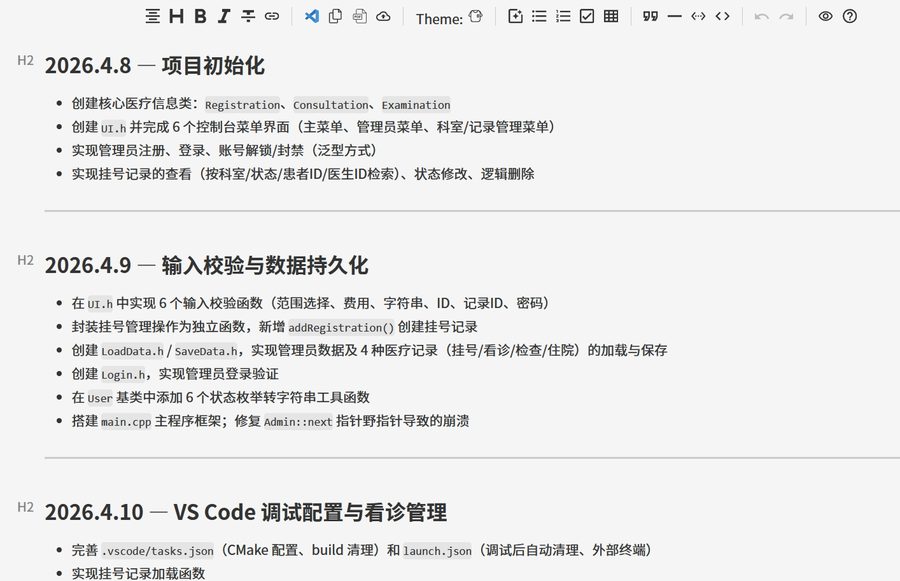 Theme:
H2
2026.4.8 — 项目初始化
创建核心医疗信息类：Registration、Consultation、Examination
创建 UI.h 并完成 6 个控制台菜单界面（主菜单、管理员菜单、科室/记录管理菜单）
实现管理员注册、登录、账号解锁/封禁（泛型方式）
实现挂号记录的查看（按科室/状态/患者ID/医生ID检索）、状态修改、逻辑删除
H2
2026.4.9 — 输入校验与数据持久化
在 UI.h 中实现 6 个输入校验函数（范围选择、费用、字符串、ID、记录ID、密码）
封装挂号管理操作为独立函数，新增 addRegistration() 创建挂号记录
创建 LoadData.h / SaveData.h，实现管理员数据及 4 种医疗记录（挂号/看诊/检查/住院）的加载与保存
创建 Login.h，实现管理员登录验证
在 User 基类中添加 6 个状态枚举转字符串工具函数
搭建 main.cpp 主程序框架；修复 Admin::next 指针野指针导致的崩溃
H2
2026.4.10 — VS Code 调试配置与看诊管理
完善 .vscode/tasks.json（CMake 配置、build 清理）和 launch.json（调试后自动清理、外部终端）
实现挂号记录加载函数